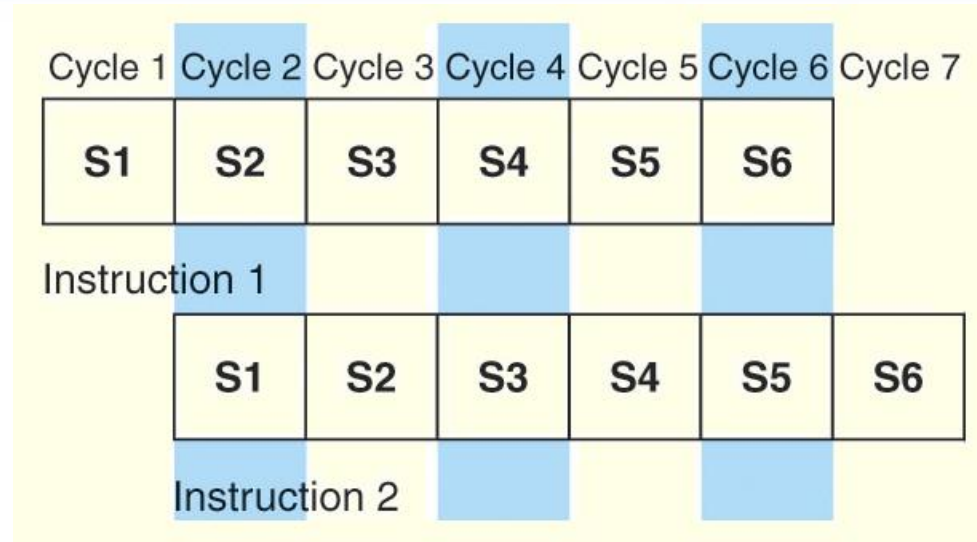 Cycle 1 Cycle 2 Cycle 3 Cycle 4 Cycle 5 Cycle 6 Cycle 7
S1 S2 S3 S4 S5 S6
Instruction 1
S1 S2 S3 S4 S5 S6
Instruction 2